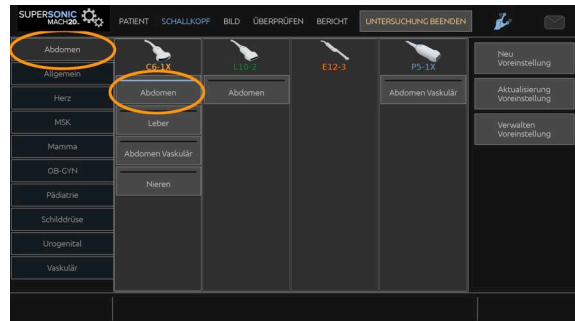 SUPERSONIC
MACH20.
PATIENT SCHALLKOPF BILD ÜBERPRÜFEN BERICHT UNTERSUCHUNG BEENDEN
Abdomen
Allgemein
Herz
MSK
Mamma
OB-GYN
Pädiatrie
Schilddrüse
Urogenital
Vaskulär
C6-1X
Abdomen
Leber
Abdomen Vaskulär
Nieren
L10-2
Abdomen
E12-3
P5-1X
Abdomen Vaskulär
Neu
Voreinstellung
Aktualisierung
Voreinstellung
Verwalten
Voreinstellung